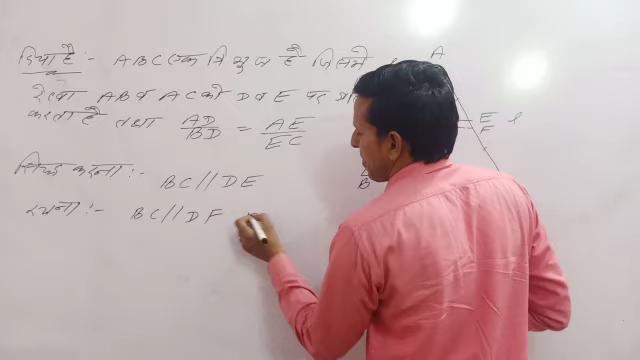 दिया है :- ABC एक त्रिभुज है जिसमें
रेखा AB व AC को D व E पर
करता है तथा AD/BD = AE/EC
सिद्ध करना :- BC // DE
रचना :- BC // DF
A
E l
F
B